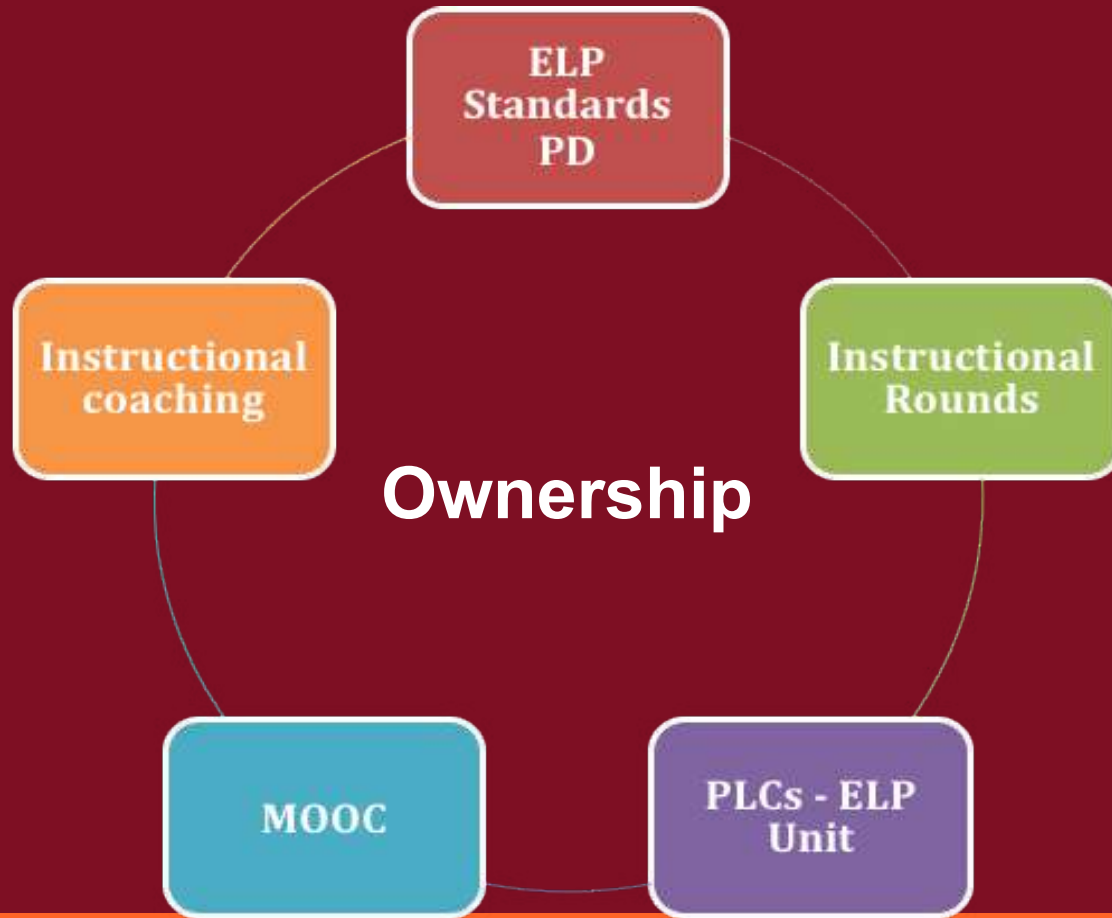 ELP
Standards
PD
Instructional
coaching
Instructional
Rounds
Ownership
MOOC
PLCs - ELP
Unit